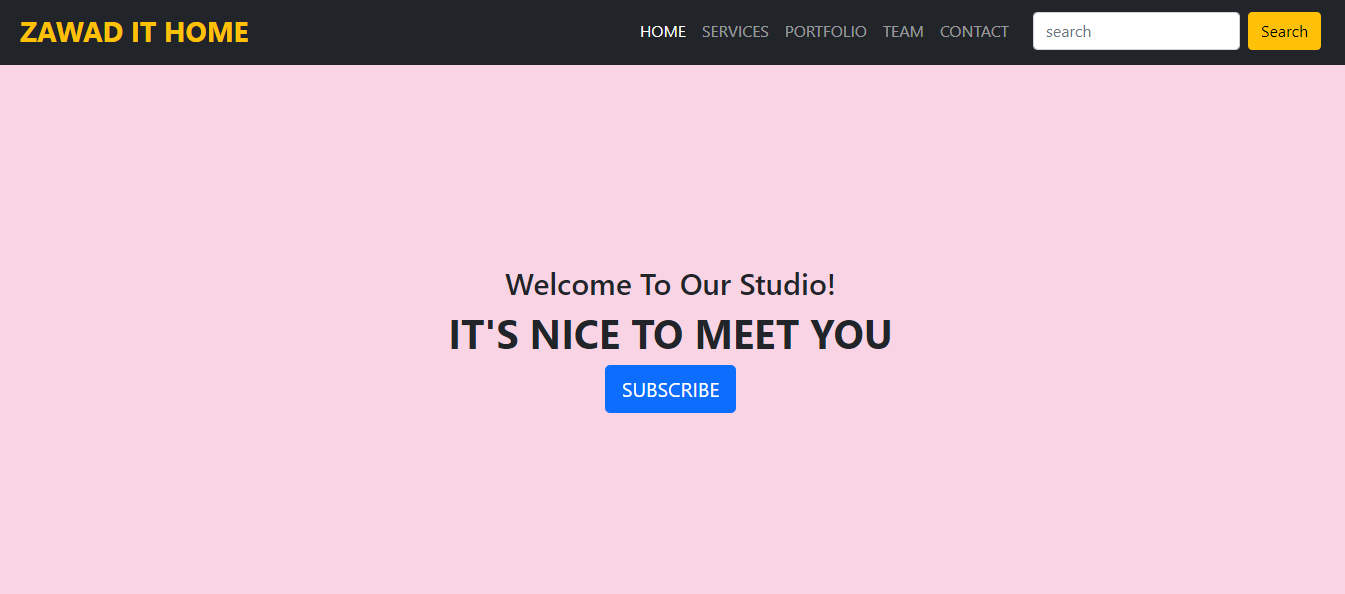 ZAWAD IT HOME
HOME SERVICES PORTFOLIO TEAM CONTACT search Search
Welcome To Our Studio!
IT'S NICE TO MEET YOU
SUBSCRIBE